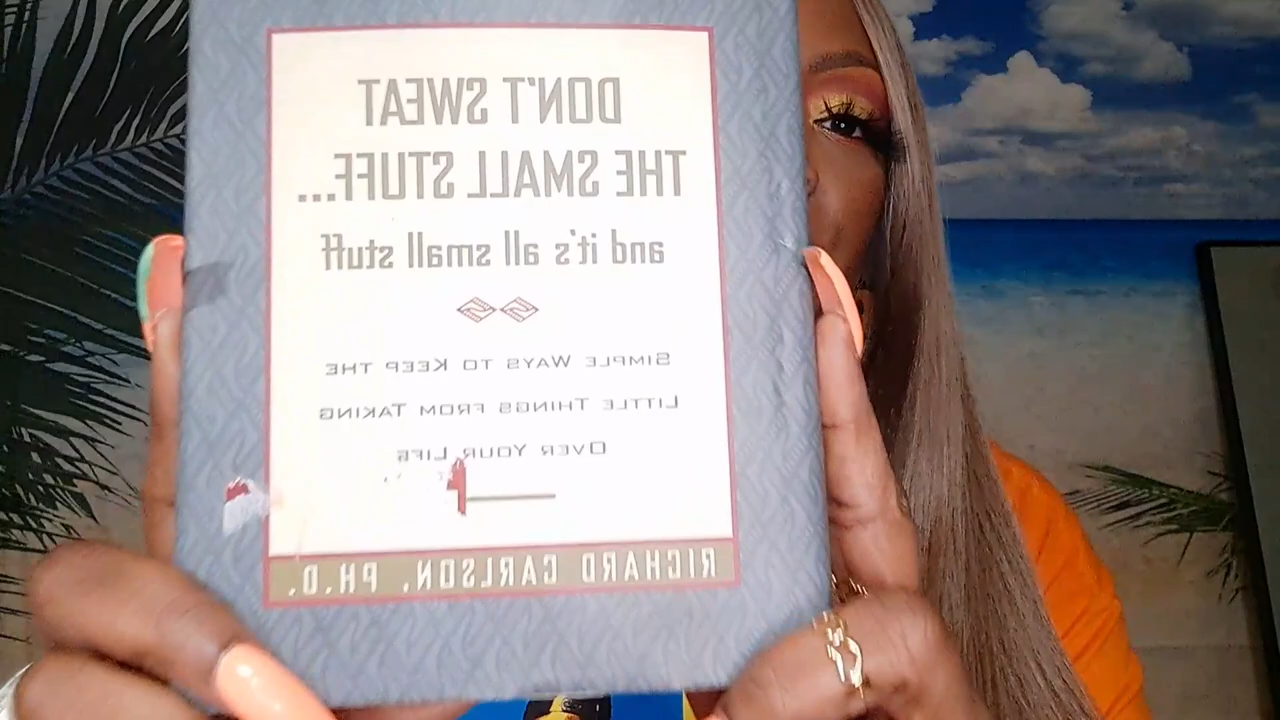 DON'T SWEAT
THE SMALL STUFF...
and it's all small stuff
SIMPLE WAYS TO KEEP THE
LITTLE THINGS FROM TAKING
OVER YOUR LIFE
RICHARD CARLSON, PH.D.